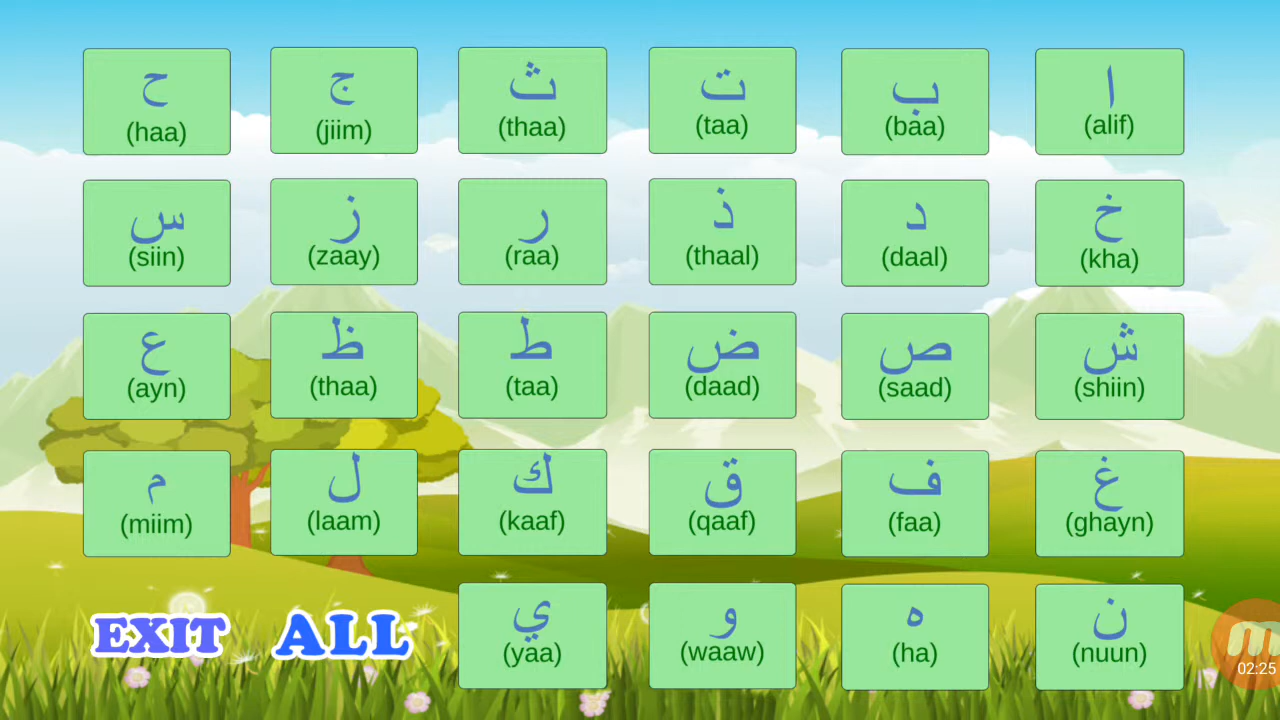 ا
(alif)
ب
(baa)
ت
(taa)
ث
(thaa)
ج
(jiim)
ح
(haa)
خ
(kha)
د
(daal)
ذ
(thaal)
ر
(raa)
ز
(zaay)
س
(siin)
ش
(shiin)
ص
(saad)
ض
(daad)
ط
(taa)
ظ
(thaa)
ع
(ayn)
غ
(ghayn)
ف
(faa)
ق
(qaaf)
ك
(kaaf)
ل
(laam)
م
(miim)
ن
(nuun)
ه
(ha)
و
(waaw)
ي
(yaa)
EXIT
ALL
02:25